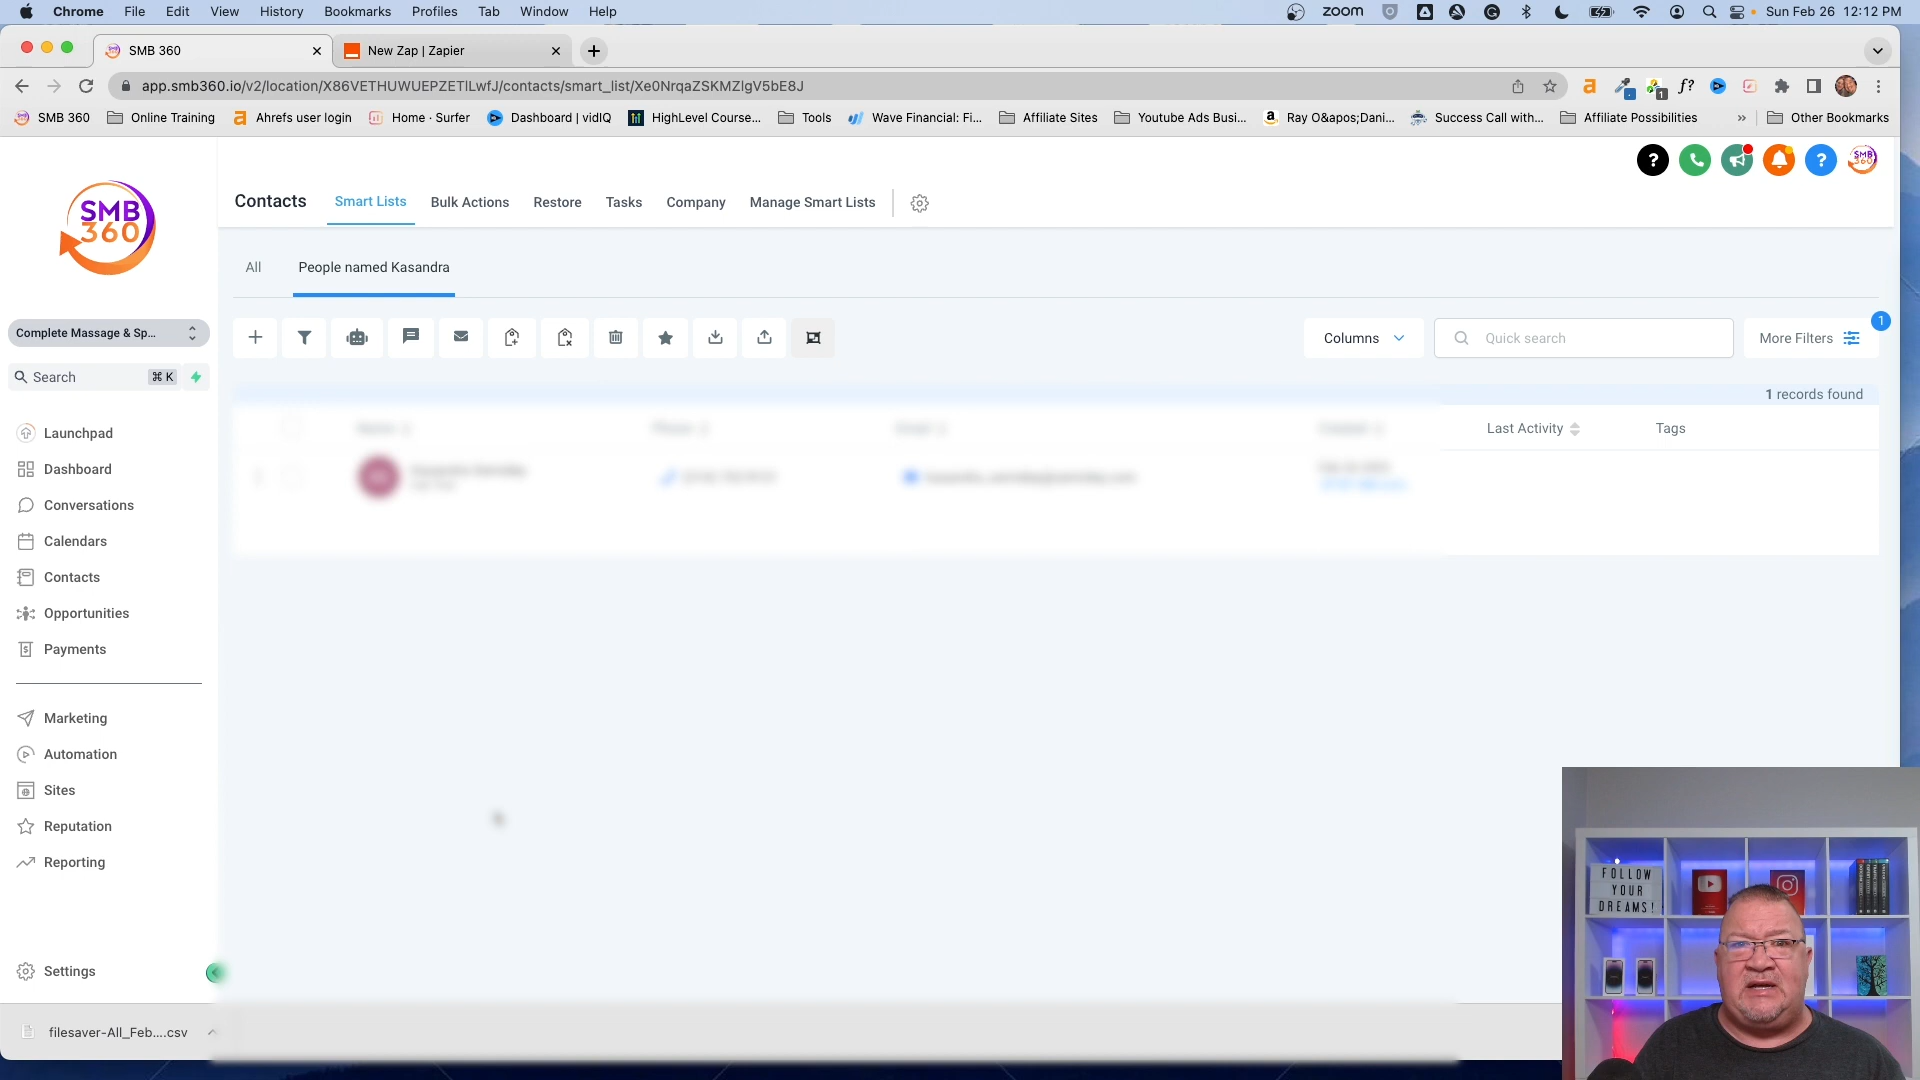 Chrome File Edit View History Bookmarks Profiles Tab Window Help zoom Sun Feb 26 12:12 PM
SMB 360 New Zap | Zapier
app.smb360.io/v2/location/X86VETHUWUEPZETlLwfJ/contacts/smart_list/Xe0NrqaZSKMZlgV5bE8J
SMB 360 Online Training Ahrefs user login Home · Surfer Dashboard | vidIQ HighLevel Course... Tools Wave Financial: Fi... Affiliate Sites Youtube Ads Busi... Ray O&apos;Dani... Success Call with... Affiliate Possibilities » Other Bookmarks
SMB
360
Contacts Smart Lists Bulk Actions Restore Tasks Company Manage Smart Lists
All People named Kasandra
Complete Massage & Sp...
Columns Quick search More Filters 1
Search ⌘ K
1 records found
Last Activity Tags
Launchpad
Dashboard
Conversations
Calendars
Contacts
Opportunities
Payments
Marketing
Automation
Sites
Reputation
Reporting
Settings
filesaver-All_Feb....csv
FOLLOW
YOUR
DREAMS!